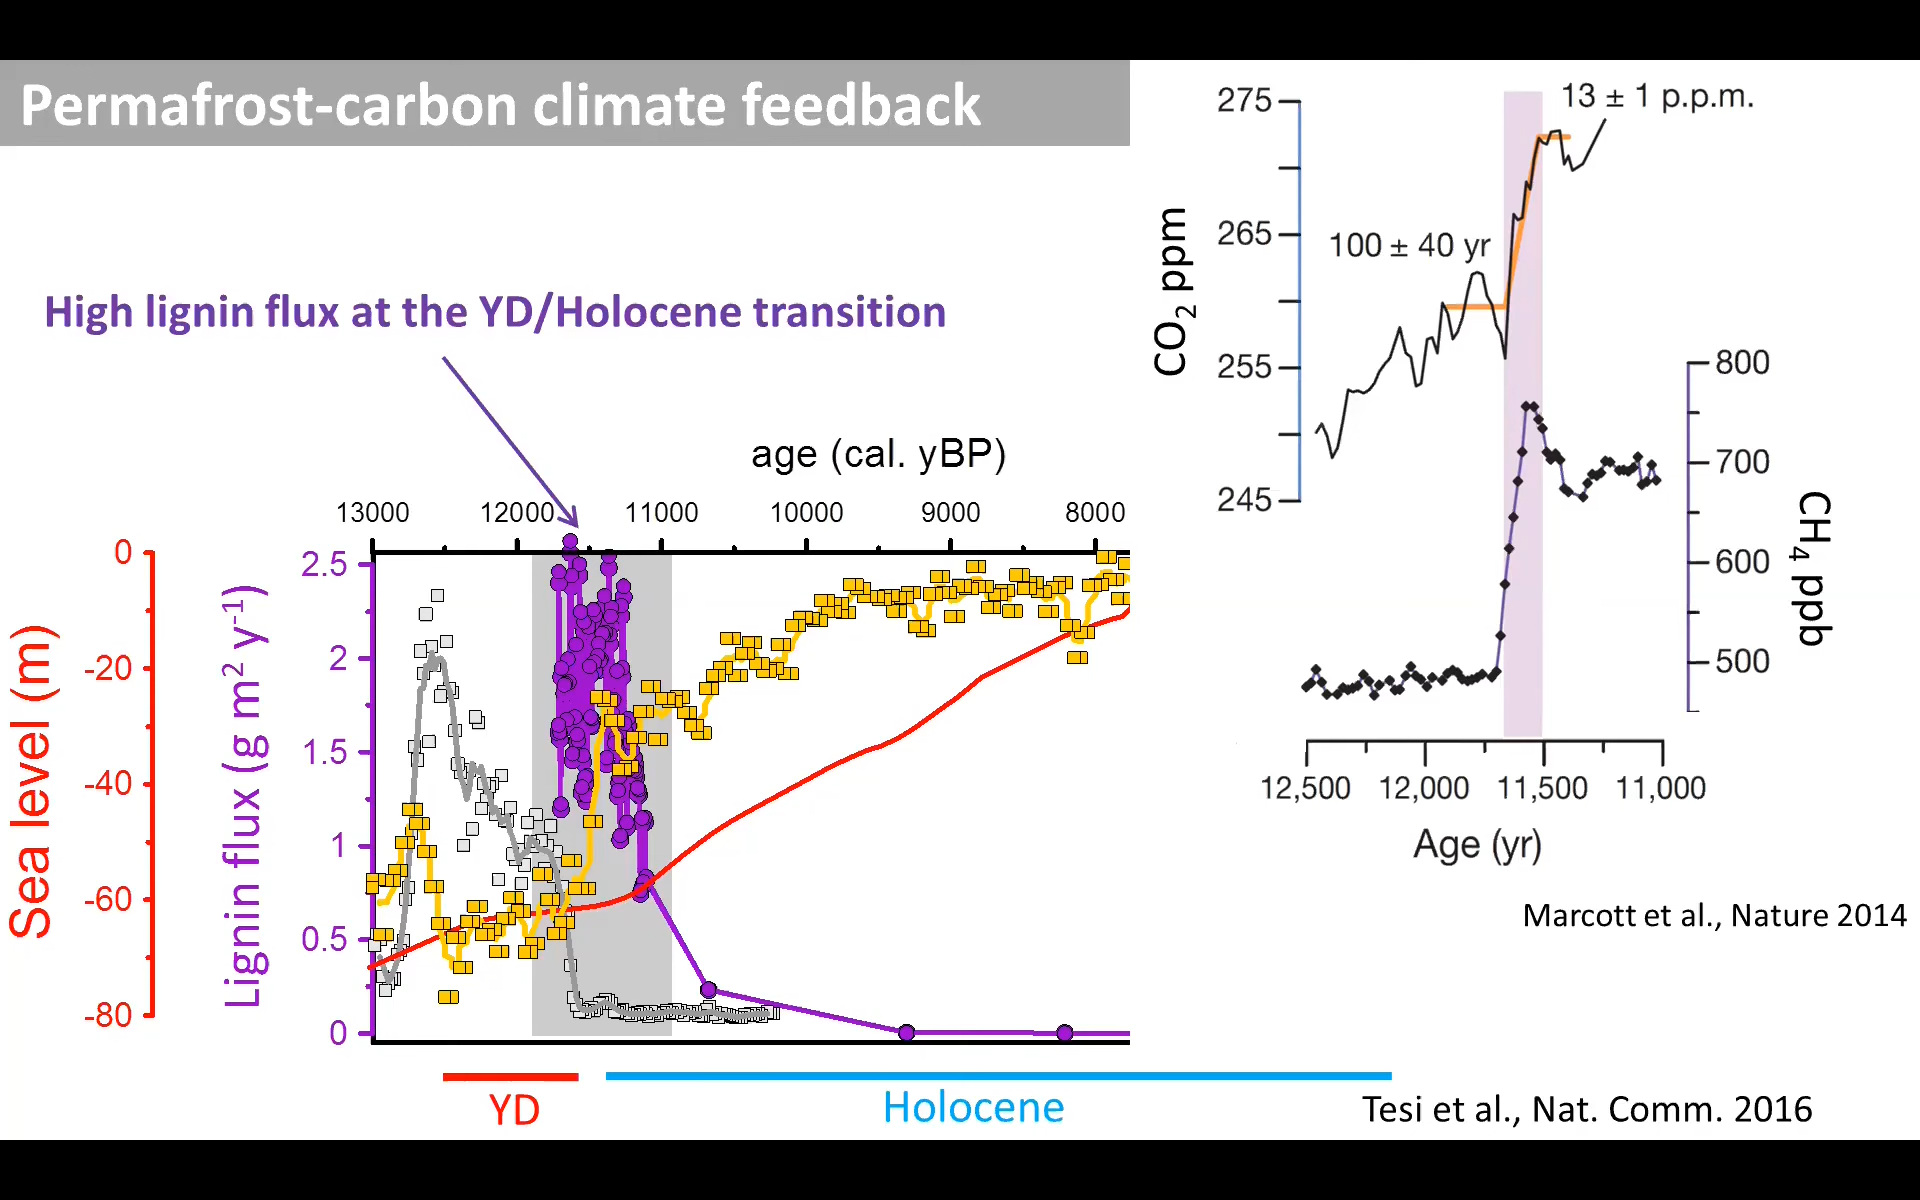 Permafrost-carbon climate feedback
High lignin flux at the YD/Holocene transition
age (cal. yBP)
13000 12000 11000 10000 9000 8000
Sea level (m)
0
-20
-40
-60
-80
Lignin flux (g m² y⁻¹)
2.5
2
1.5
1
0.5
0
YD
Holocene
CO₂ ppm
275
265
255
245
13 ± 1 p.p.m.
100 ± 40 yr
800
700
600
500
CH₄ ppb
12,500 12,000 11,500 11,000
Age (yr)
Marcott et al., Nature 2014
Tesi et al., Nat. Comm. 2016